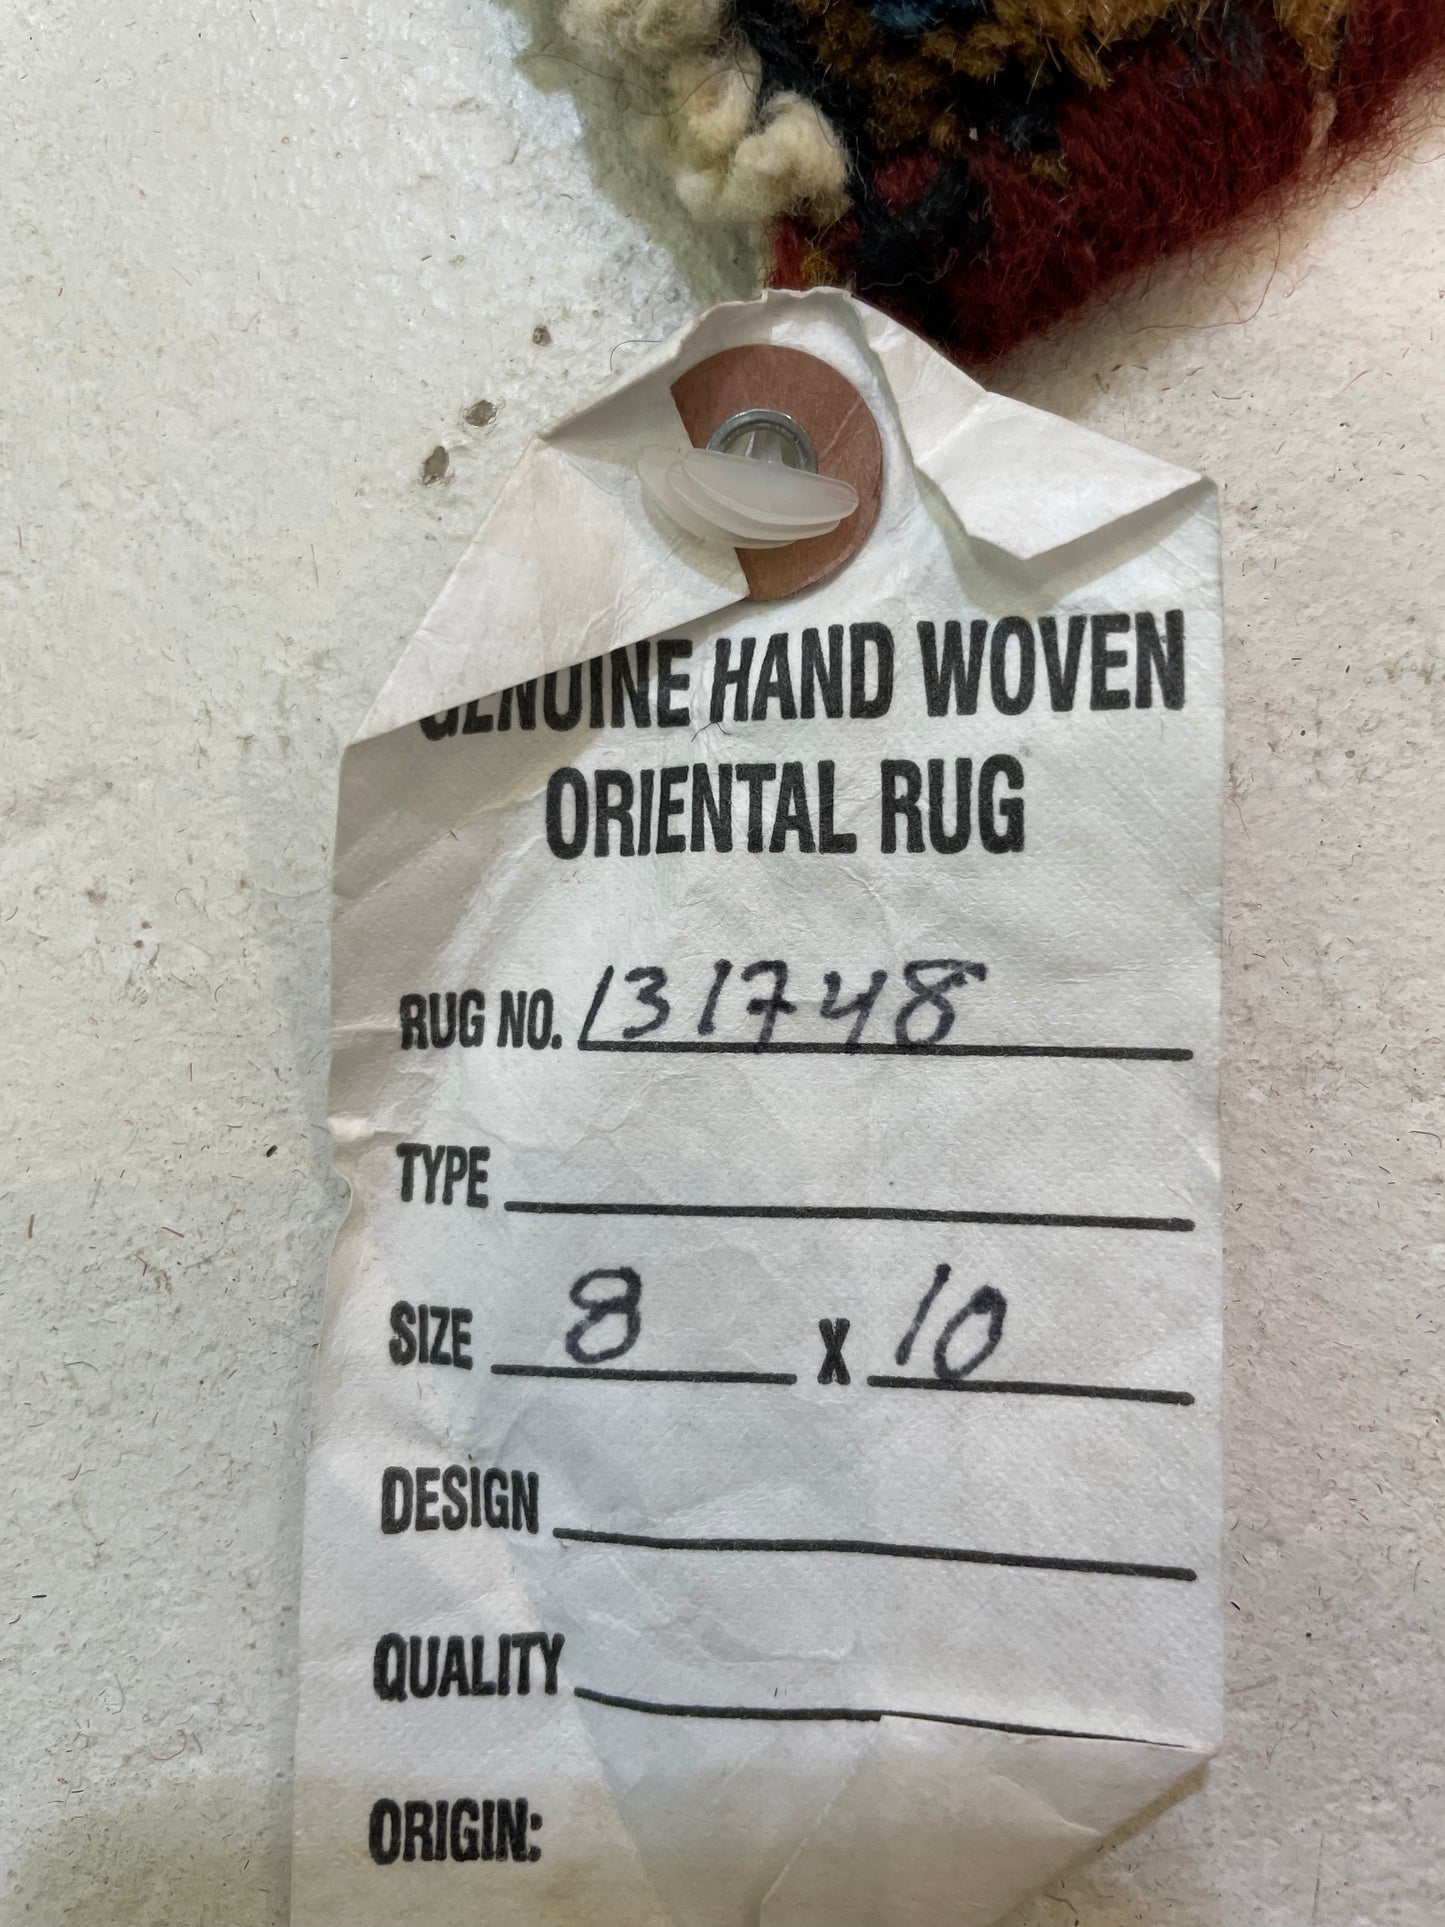 GENUINE HAND WOVEN
ORIENTAL RUG
RUG NO. 131748
TYPE
SIZE 8 X 10
DESIGN
QUALITY
ORIGIN: